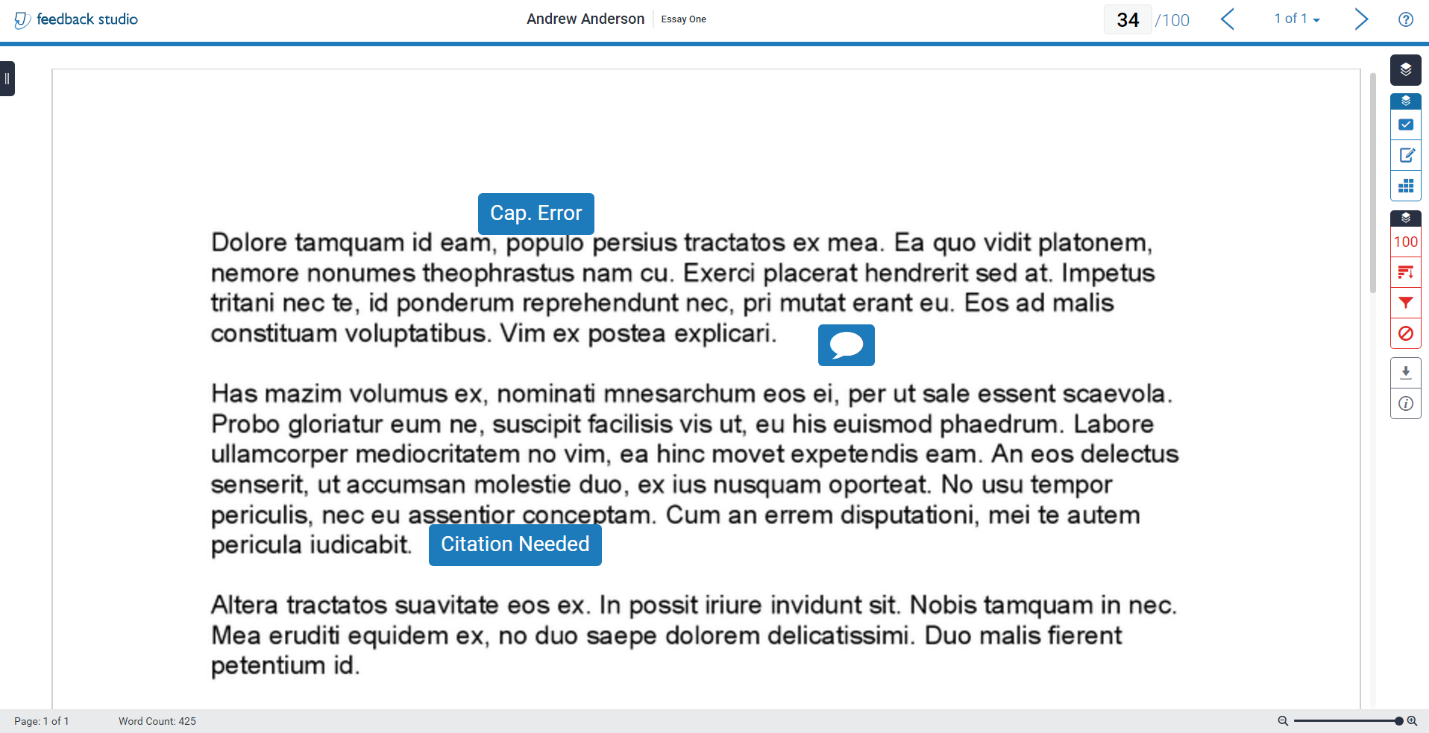 feedback studio
Andrew Anderson
Essay One
34 /100
1 of 1
100
Cap. Error
Dolore tamquam id eam, populo persius tractatos ex mea. Ea quo vidit platonem,
nemore nonumes theophrastus nam cu. Exerci placerat hendrerit sed at. Impetus
tritani nec te, id ponderum reprehendunt nec, pri mutat erant eu. Eos ad malis
constituam voluptatibus. Vim ex postea explicari.
Has mazim volumus ex, nominati mnesarchum eos ei, per ut sale essent scaevola.
Probo gloriatur eum ne, suscipit facilisis vis ut, eu his euismod phaedrum. Labore
ullamcorper mediocritatem no vim, ea hinc movet expetendis eam. An eos delectus
senserit, ut accumsan molestie duo, ex ius nusquam oporteat. No usu tempor
periculis, nec eu assentior conceptam. Cum an errem disputationi, mei te autem
pericula iudicabit.
Citation Needed
Altera tractatos suavitate eos ex. In possit iriure invidunt sit. Nobis tamquam in nec.
Mea eruditi equidem ex, no duo saepe dolorem delicatissimi. Duo malis fierent
petentium id.
Page: 1 of 1
Word Count: 425